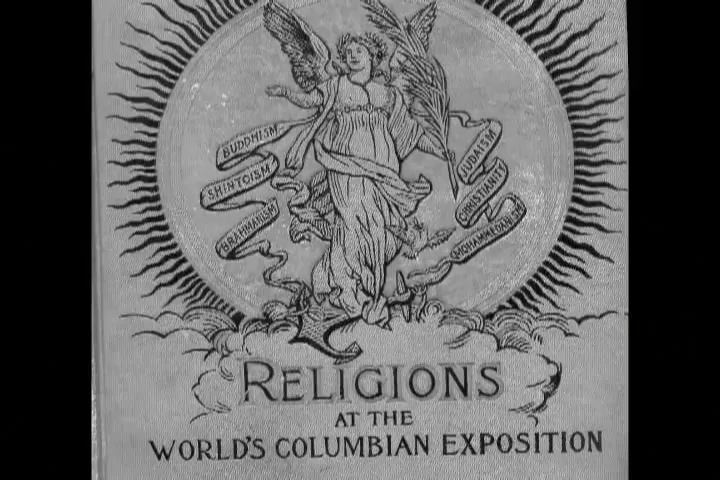 BUDDHISM
SHINTOISM
BRAHMANISM
JUDAISM
CHRISTIANITY
MOHAMMEDANISM
RELIGIONS
AT THE
WORLD'S COLUMBIAN EXPOSITION